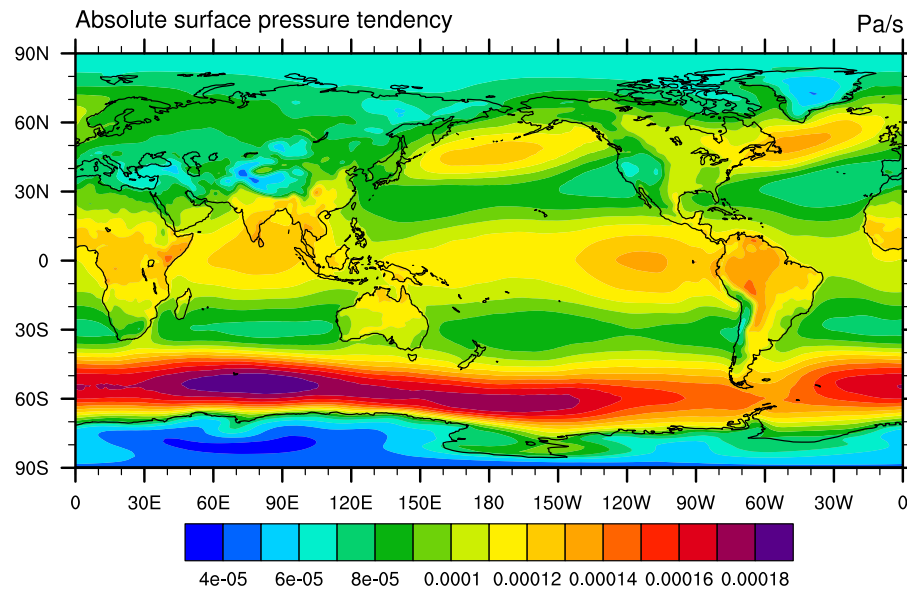 Absolute surface pressure tendency Pa/s
90N
60N
30N
0
30S
60S
90S
0 30E 60E 90E 120E 150E 180 150W 120W 90W 60W 30W 0
4e-05 6e-05 8e-05 0.0001 0.00012 0.00014 0.00016 0.00018